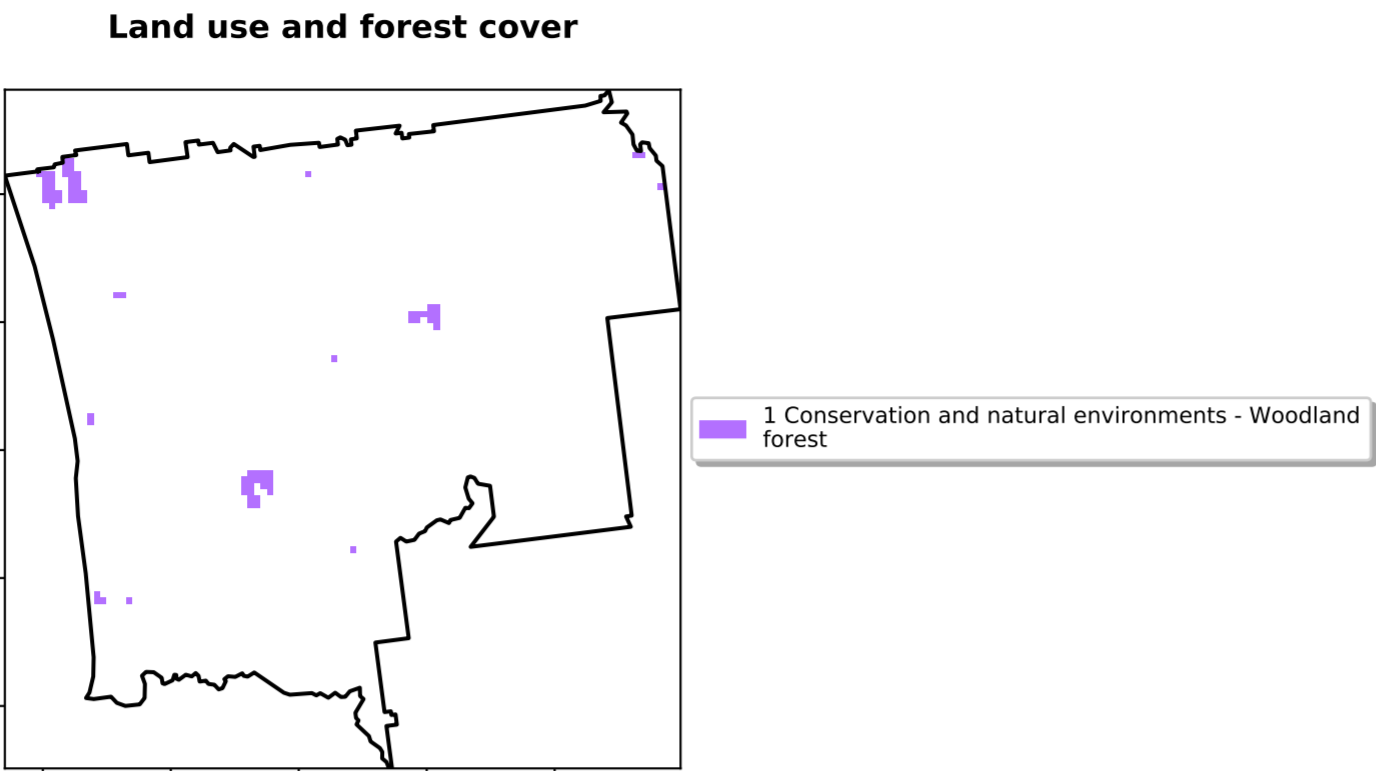 Land use and forest cover
1 Conservation and natural environments - Woodland
forest